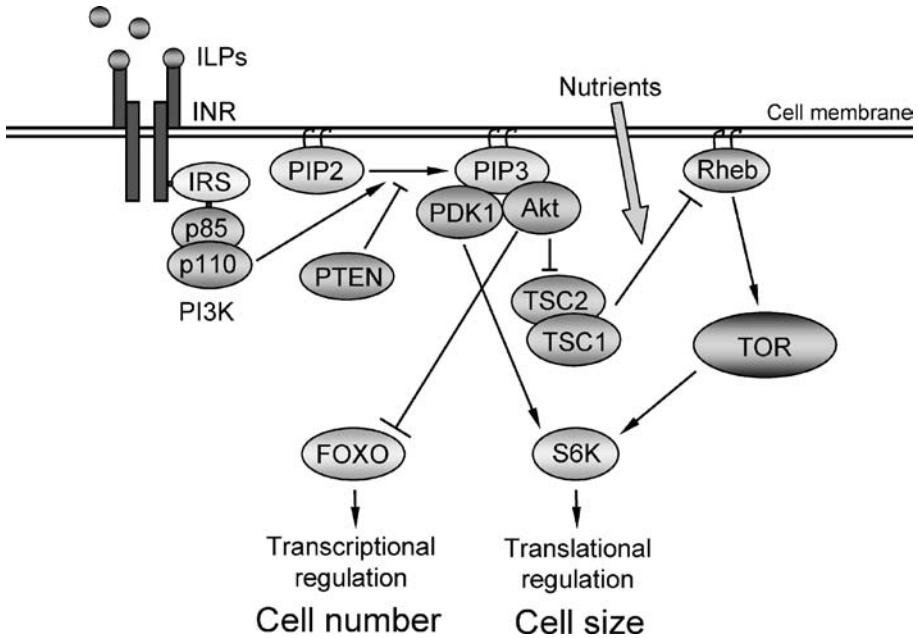 ILPs
INR
Nutrients
Cell membrane
IRS
PIP2
PIP3
Rheb
p85
PDK1
Akt
p110
PTEN
PI3K
TSC2
TSC1
TOR
FOXO
S6K
Transcriptional
regulation
Translational
regulation
Cell number
Cell size